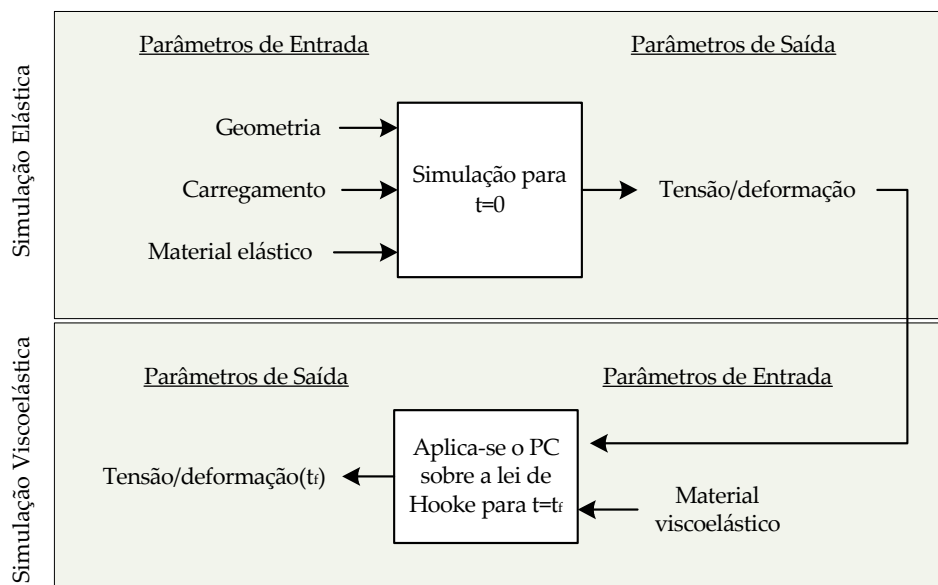 Simulação Elástica
Parâmetros de Entrada
Parâmetros de Saída
Geometria
Carregamento
Material elástico
Simulação para
t=0
Tensão/deformação
Simulação Viscoelástica
Parâmetros de Saída
Parâmetros de Entrada
Tensão/deformação(tf)
Aplica-se o PC
sobre a lei de
Hooke para t=tf
Material
viscoelástico